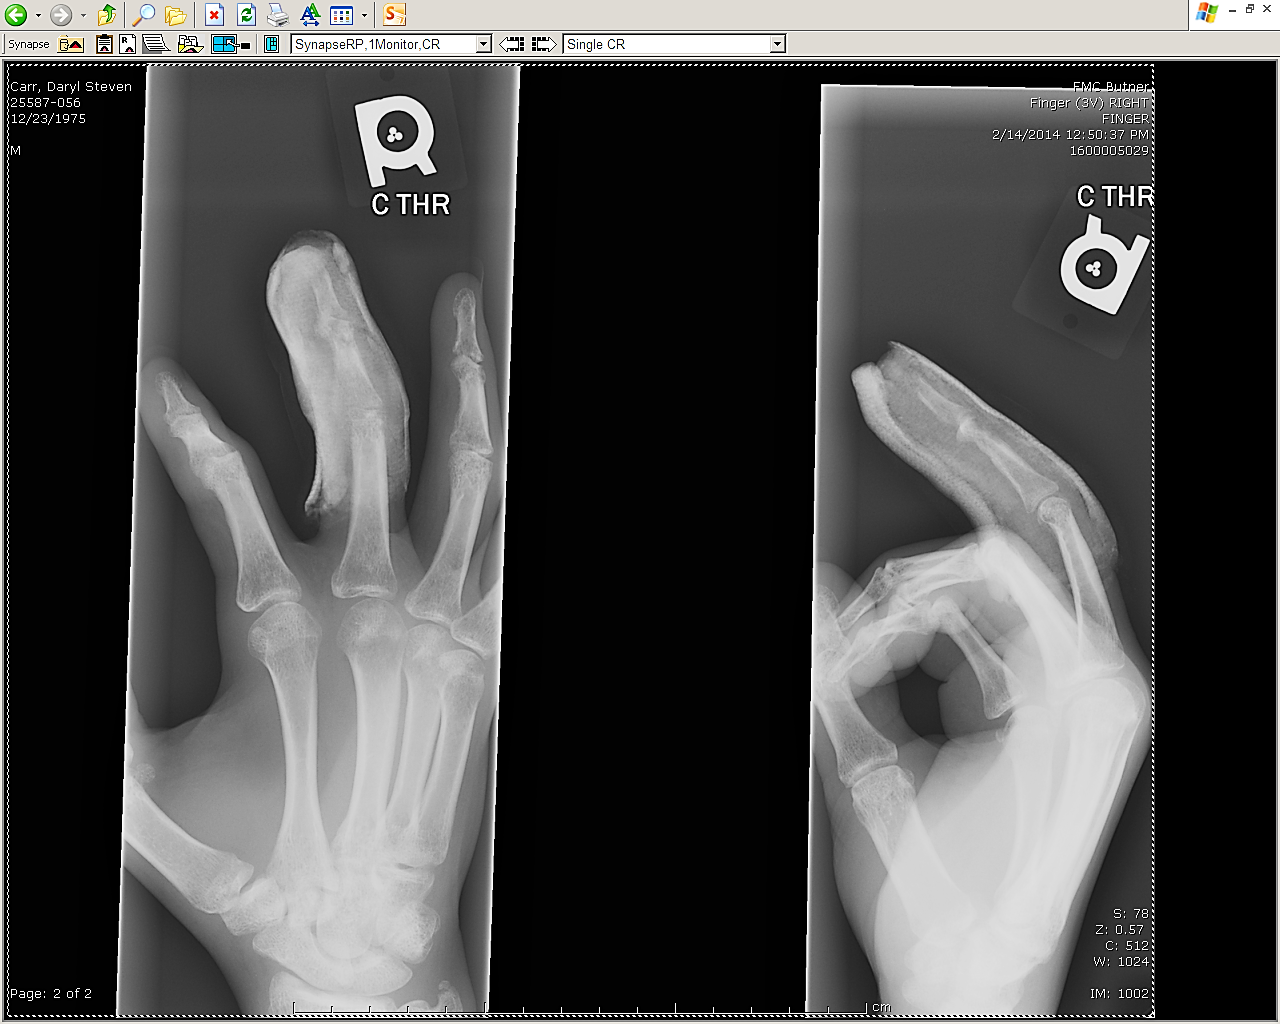 Synapse
SynapseRP,1Monitor,CR
Single CR
Carr, Daryl Steven
25587-056
12/23/1975
M
FMC Butner
Finger (3V) RIGHT
FINGER
2/14/2014 12:50:37 PM
1600005029
R
C THR
C THR
R
S: 78
Z: 0.57
C: 512
W: 1024
IM: 1002
Page: 2 of 2
cm